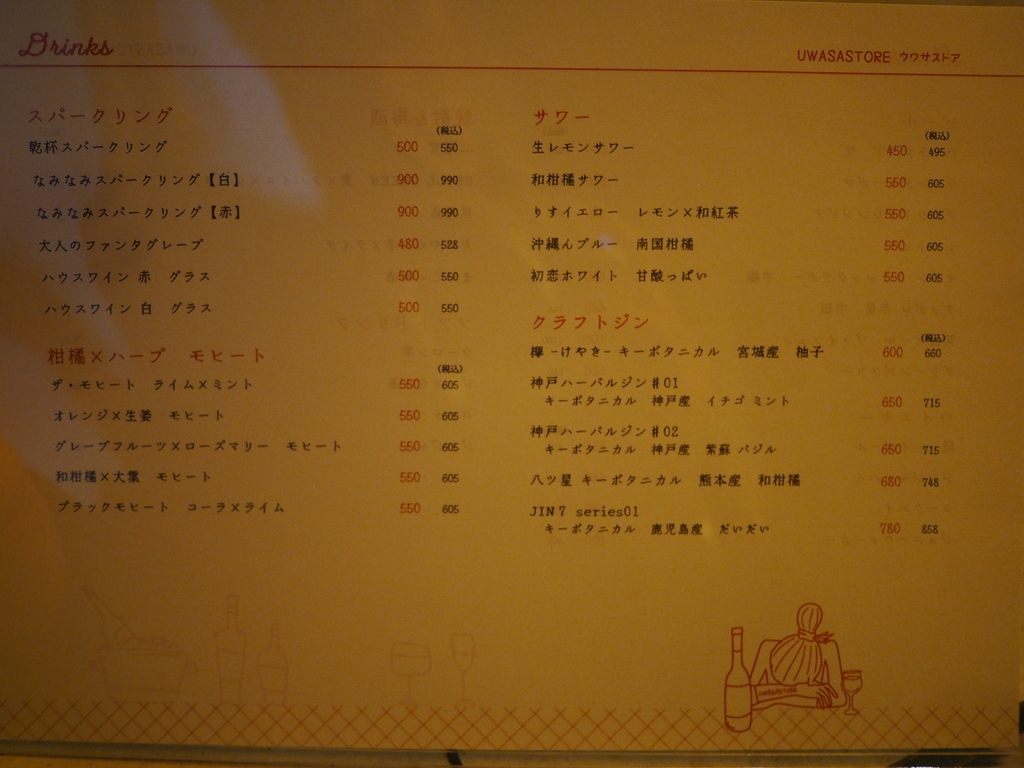 Drinks
UWASASTORE ウワサストア
スパークリング
(税込)
乾杯スパークリング 500 550
なみなみスパークリング【白】 900 990
なみなみスパークリング【赤】 900 990
大人のファンタグレープ 480 528
ハウスワイン 赤 グラス 500 550
ハウスワイン 白 グラス 500 550
柑橘×ハーブ モヒート
(税込)
ザ・モヒート ライム×ミント 550 605
オレンジ×生姜 モヒート 550 605
グレープフルーツ×ローズマリー モヒート 550 605
和柑橘×大葉 モヒート 550 605
ブラックモヒート コーラ×ライム 550 605
サワー
(税込)
生レモンサワー 450 495
和柑橘サワー 550 605
りすイエロー レモン×和紅茶 550 605
沖縄んブルー 南国柑橘 550 605
初恋ホワイト 甘酸っぱい 550 605
クラフトジン
(税込)
欅 -けやき- キーボタニカル 宮城産 柚子 600 660
神戸ハーバルジン#01
キーボタニカル 神戸産 イチゴ ミント 650 715
神戸ハーバルジン#02
キーボタニカル 神戸産 紫蘇 バジル 650 715
八ツ星 キーボタニカル 熊本産 和柑橘 680 748
JIN7 series01
キーボタニカル 鹿児島産 だいだい 780 858
UWASASTORE